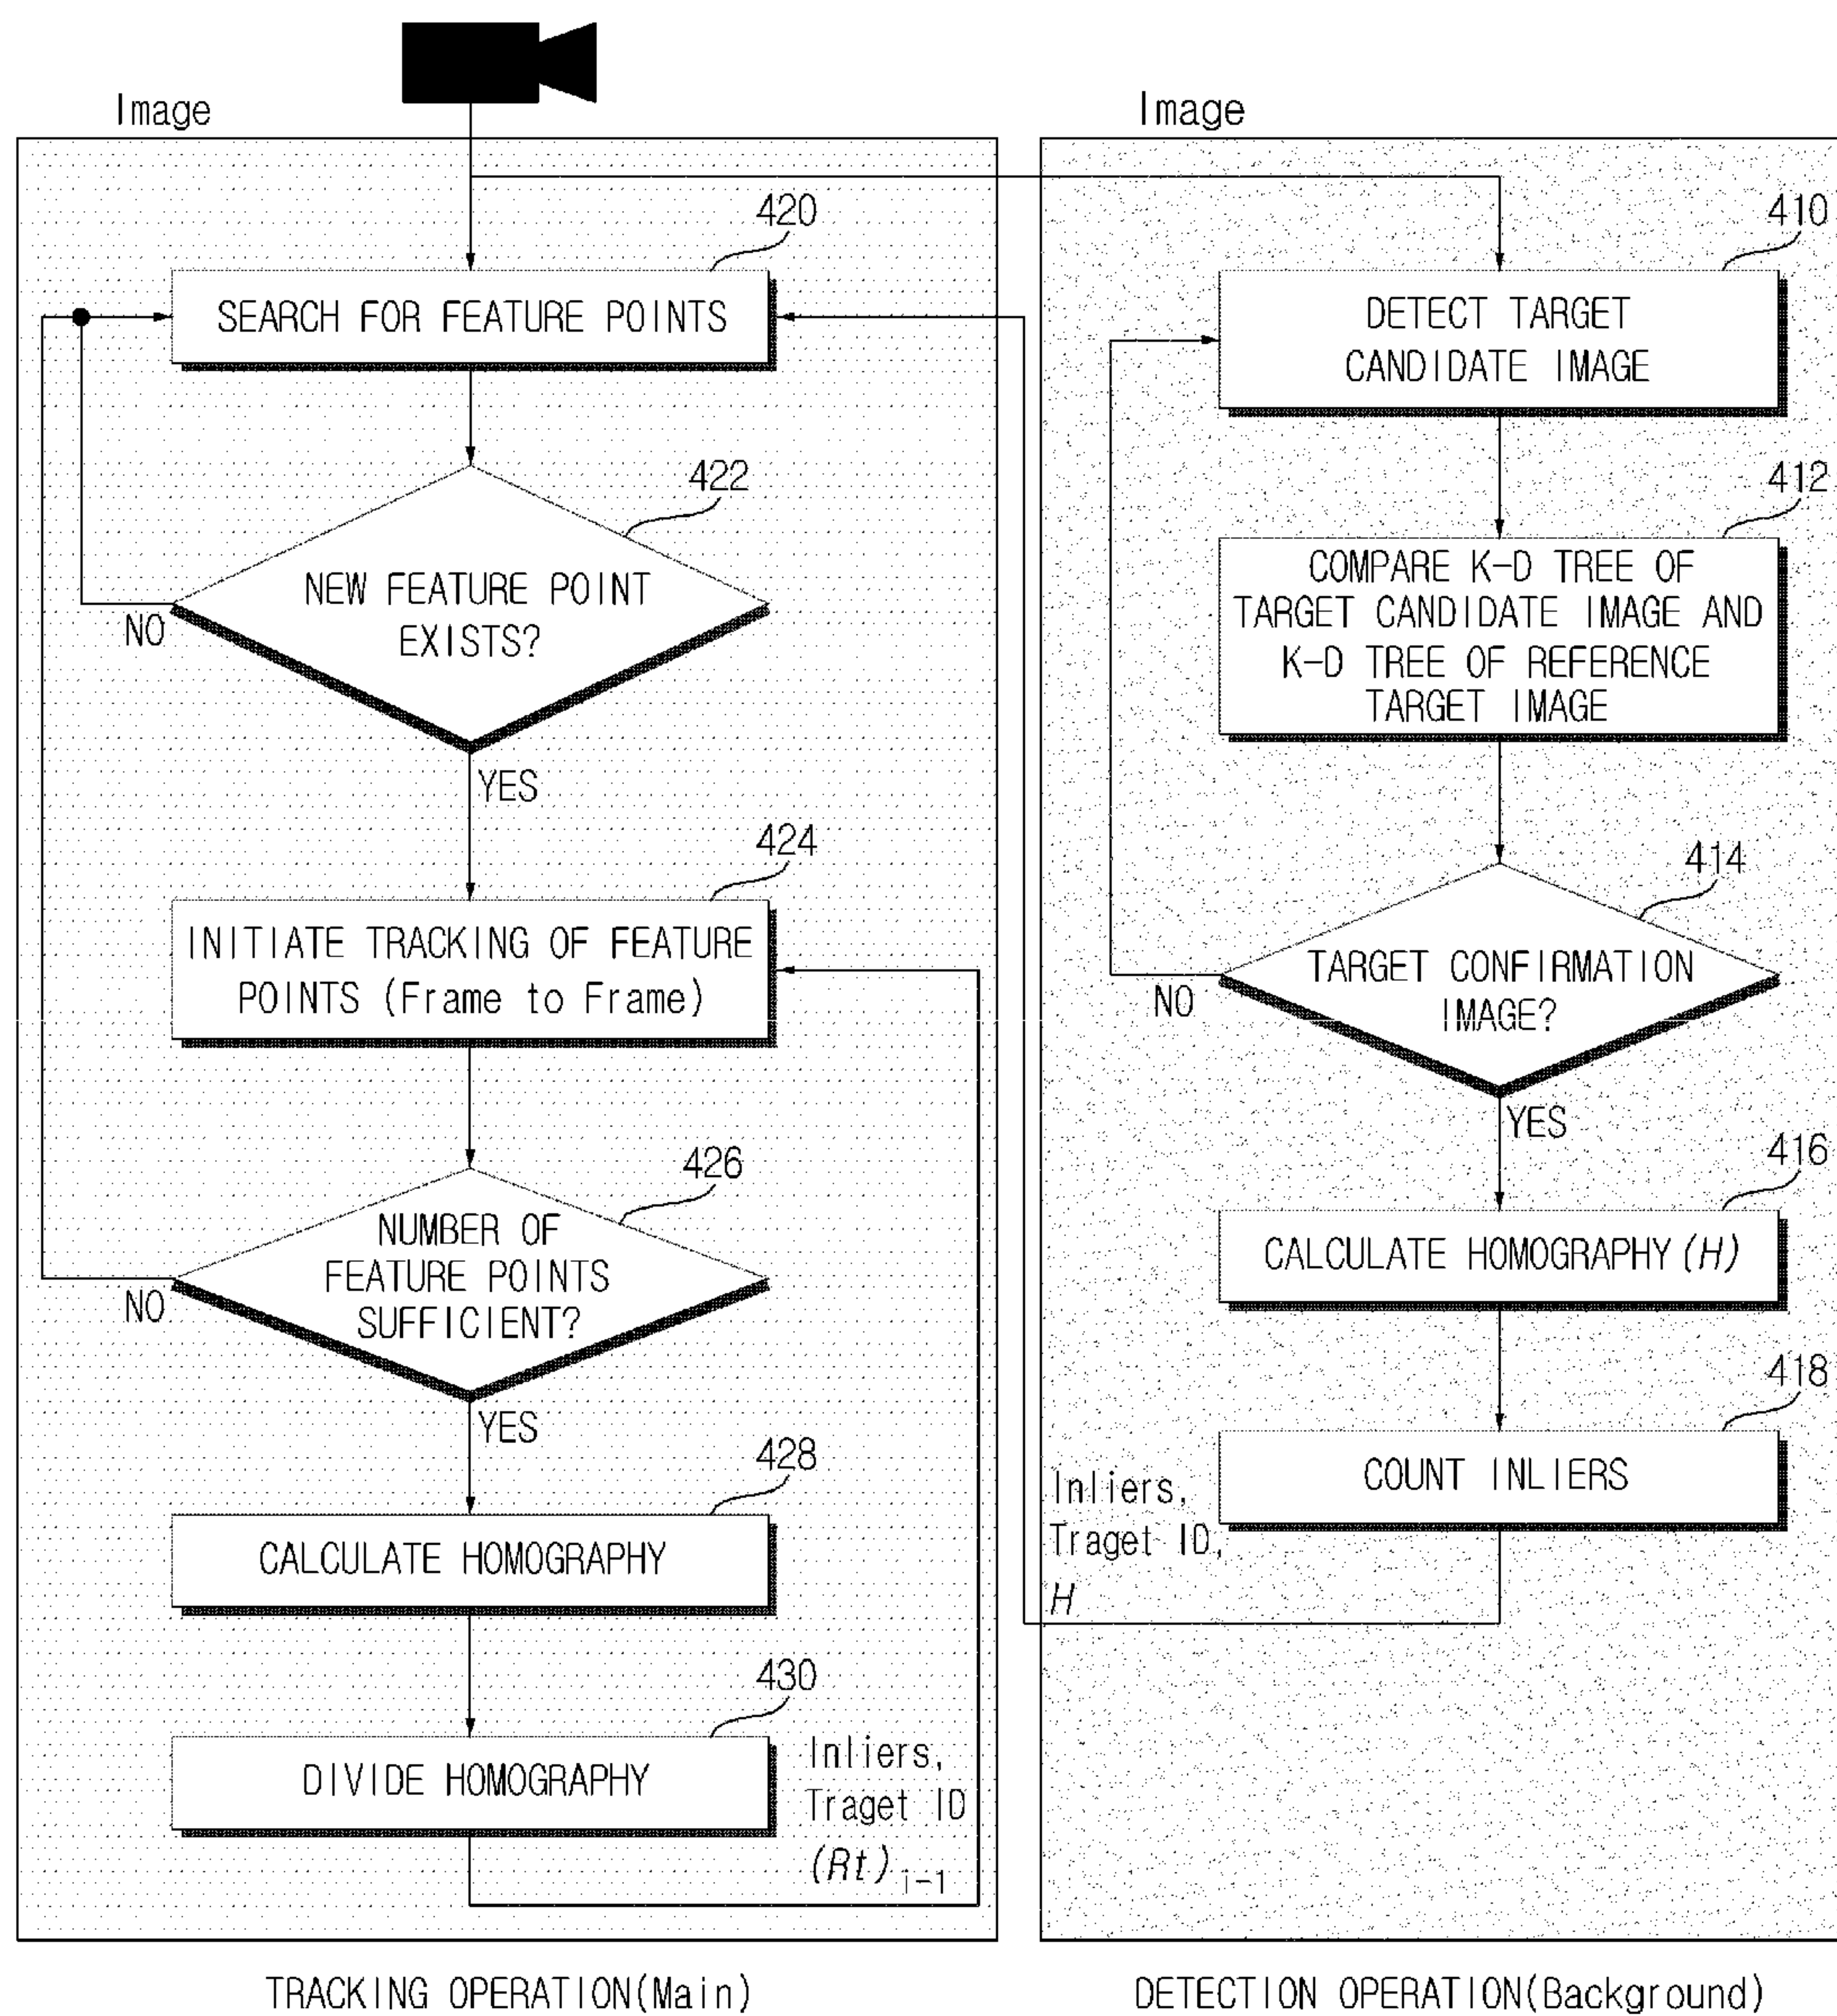 Image
420
SEARCH FOR FEATURE POINTS
422
NEW FEATURE POINT
EXISTS?
NO
YES
424
INITIATE TRACKING OF FEATURE
POINTS (Frame to Frame)
426
NUMBER OF
FEATURE POINTS
SUFFICIENT?
NO
YES
428
CALCULATE HOMOGRAPHY
430
DIVIDE HOMOGRAPHY
Inliers,
Traget ID
(Rt) i-1
TRACKING OPERATION(Main)
Image
410
DETECT TARGET
CANDIDATE IMAGE
412
COMPARE K-D TREE OF
TARGET CANDIDATE IMAGE AND
K-D TREE OF REFERENCE
TARGET IMAGE
414
TARGET CONFIRMATION
IMAGE?
NO
YES
416
CALCULATE HOMOGRAPHY(H)
418
COUNT INLIERS
Inliers,
Traget ID,
H
DETECTION OPERATION(Background)